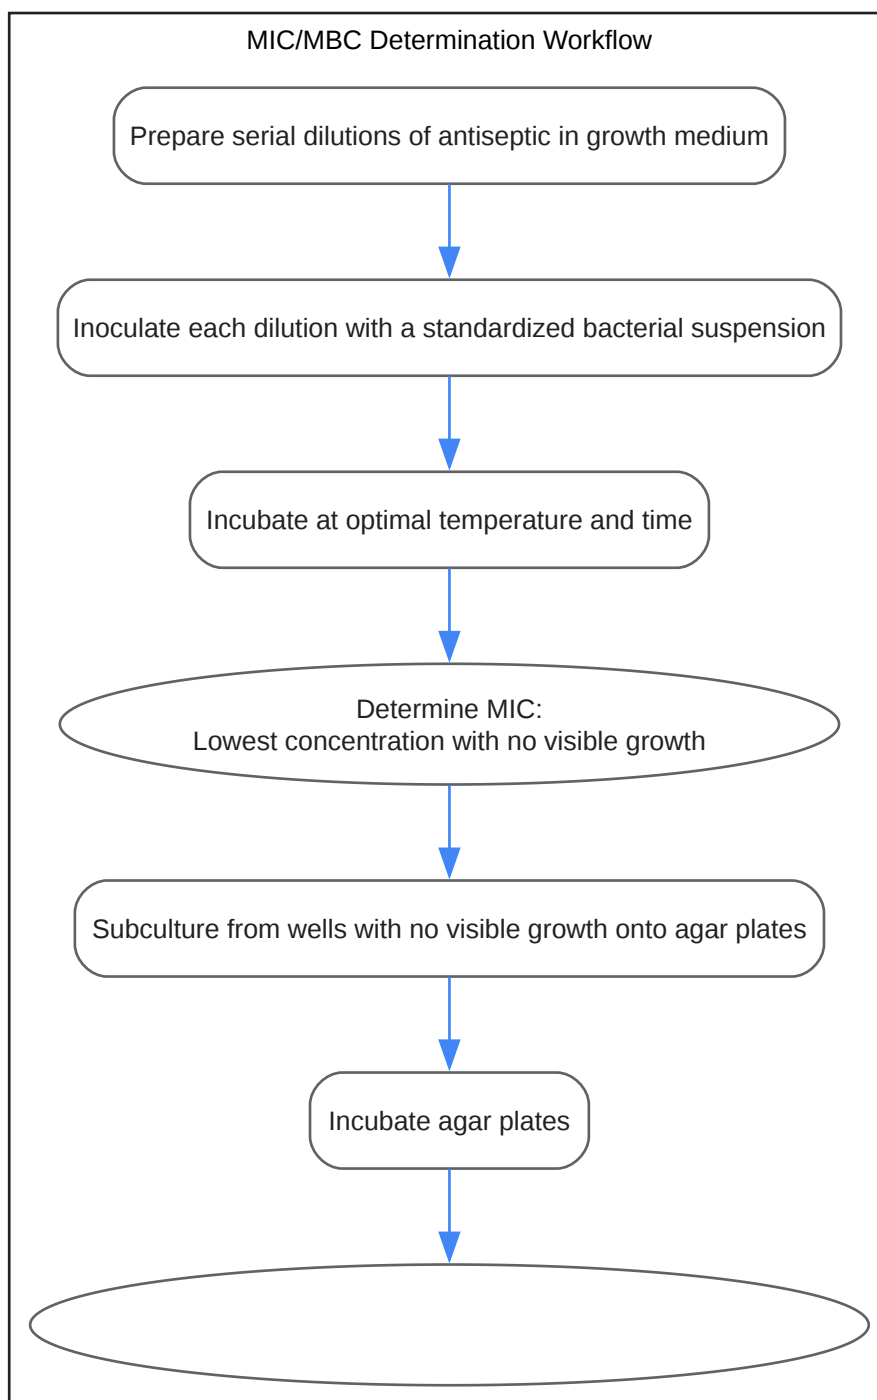 MIC/MBC Determination Workflow
Prepare serial dilutions of antiseptic in growth medium
Inoculate each dilution with a standardized bacterial suspension
Incubate at optimal temperature and time
Determine MIC:
Lowest concentration with no visible growth
Subculture from wells with no visible growth onto agar plates
Incubate agar plates